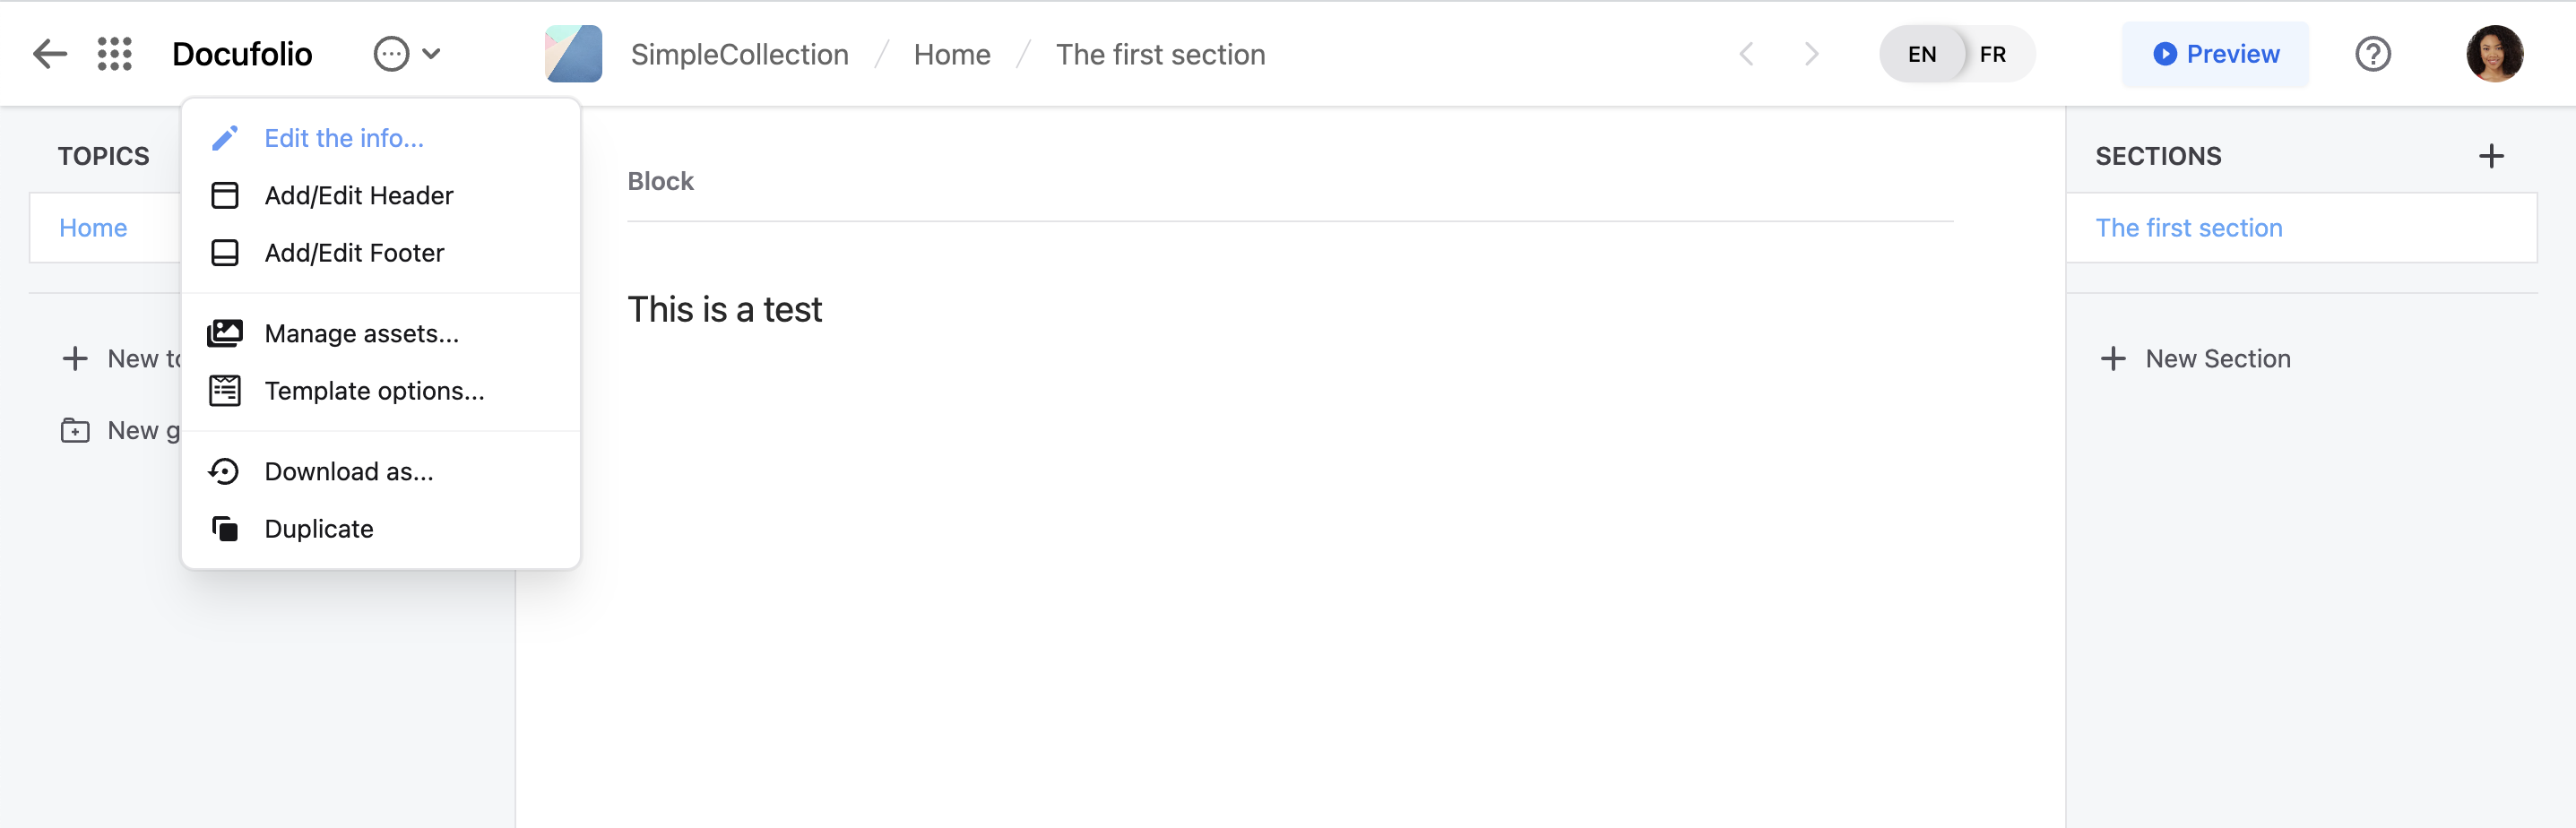 Docufolio
SimpleCollection / Home / The first section
EN FR
Preview
TOPICS
Home
New
New
Edit the info...
Add/Edit Header
Add/Edit Footer
Manage assets...
Template options...
Download as...
Duplicate
Block
This is a test
SECTIONS
The first section
New Section